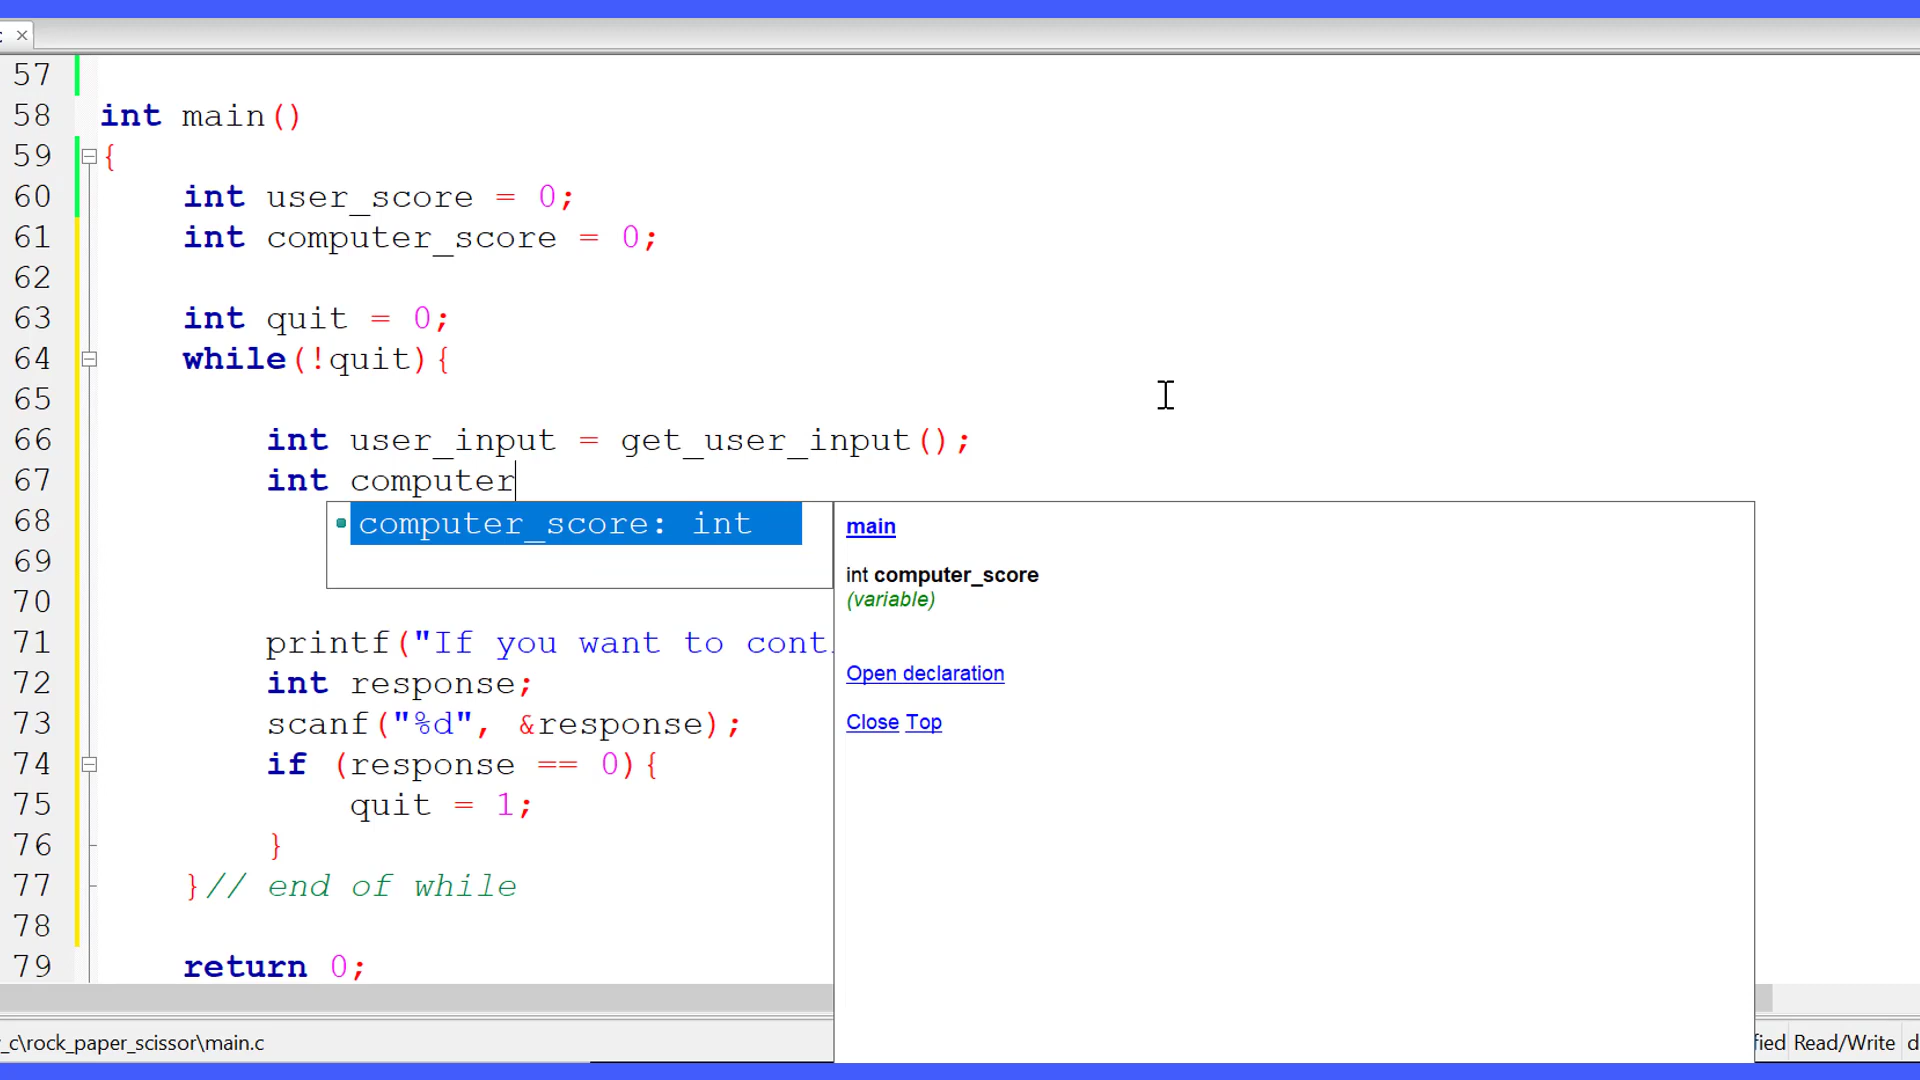 57
58 int main()
59 {
60 int user_score = 0;
61 int computer_score = 0;
62
63 int quit = 0;
64 while(!quit){
65
66 int user_input = get_user_input();
67 int computer
68 computer_score: int
main
69
int computer_score
(variable)
70
71 printf("If you want to cont
Open declaration
72 int response;
73 scanf("%d", &response);
Close Top
74 if (response == 0){
75 quit = 1;
76 }
77 }// end of while
78
79 return 0;
_c\rock_paper_scissor\main.c
fied Read/Write d